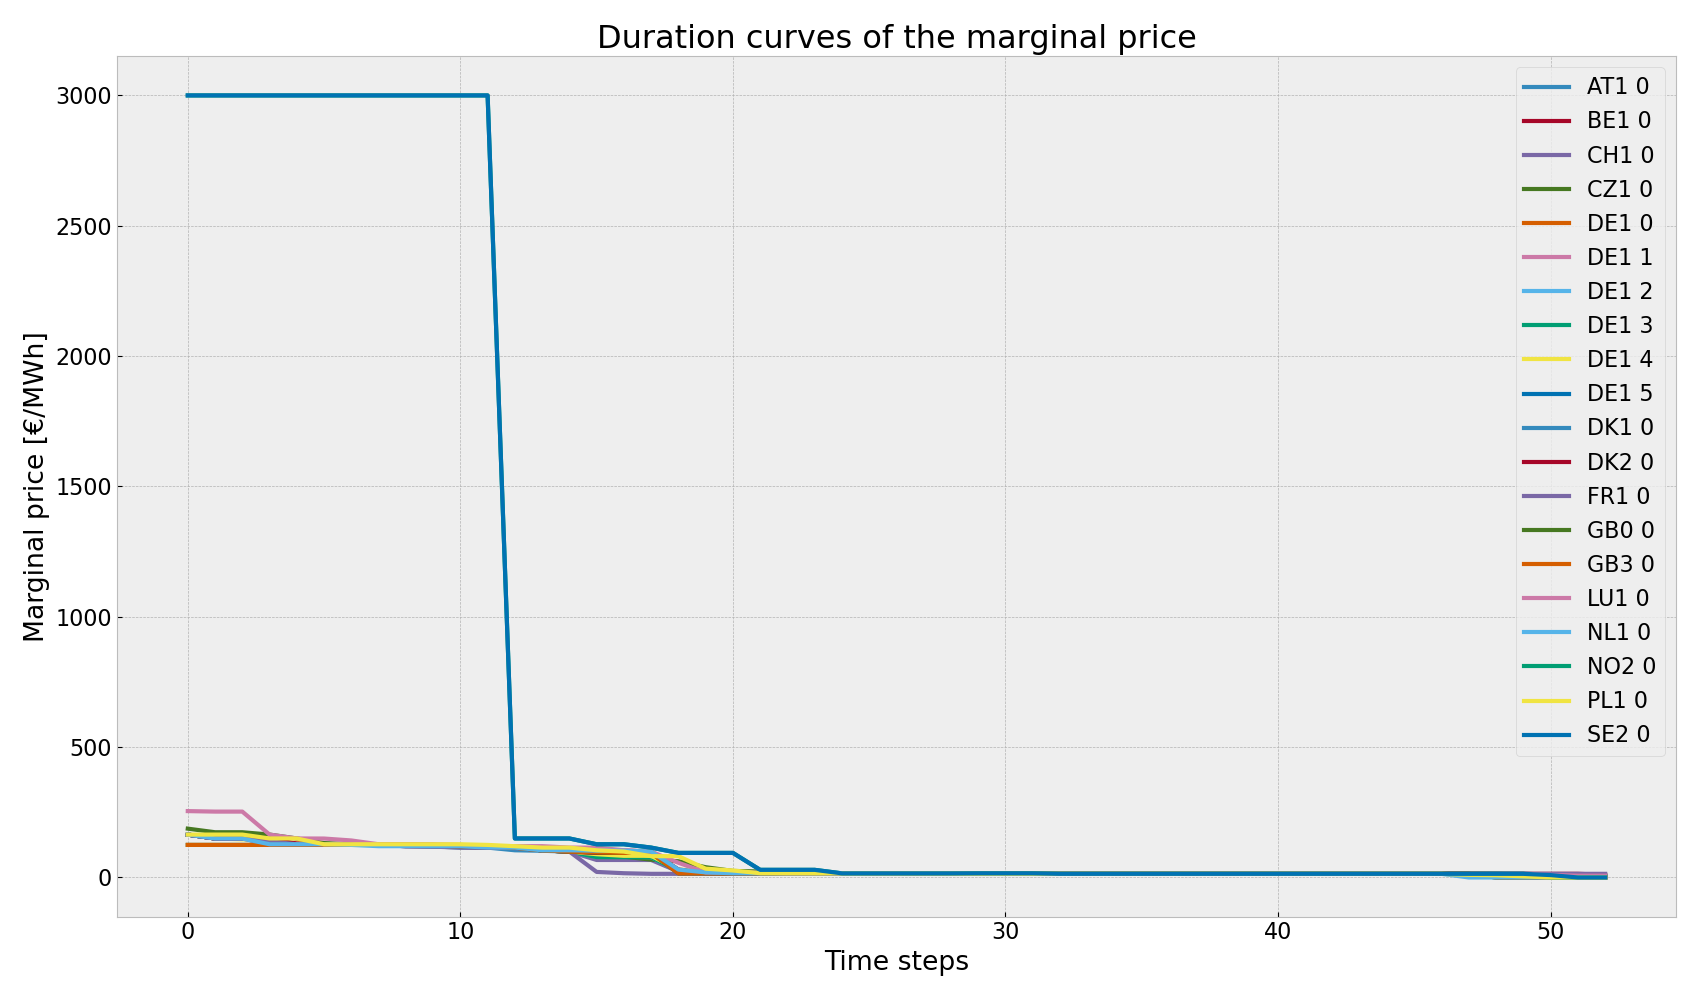 Duration curves of the marginal price
Marginal price [€/MWh]
3000
2500
2000
1500
1000
500
0
0
10
20
30
40
50
Time steps
AT1 0
BE1 0
CH1 0
CZ1 0
DE1 0
DE1 1
DE1 2
DE1 3
DE1 4
DE1 5
DK1 0
DK2 0
FR1 0
GB0 0
GB3 0
LU1 0
NL1 0
NO2 0
PL1 0
SE2 0